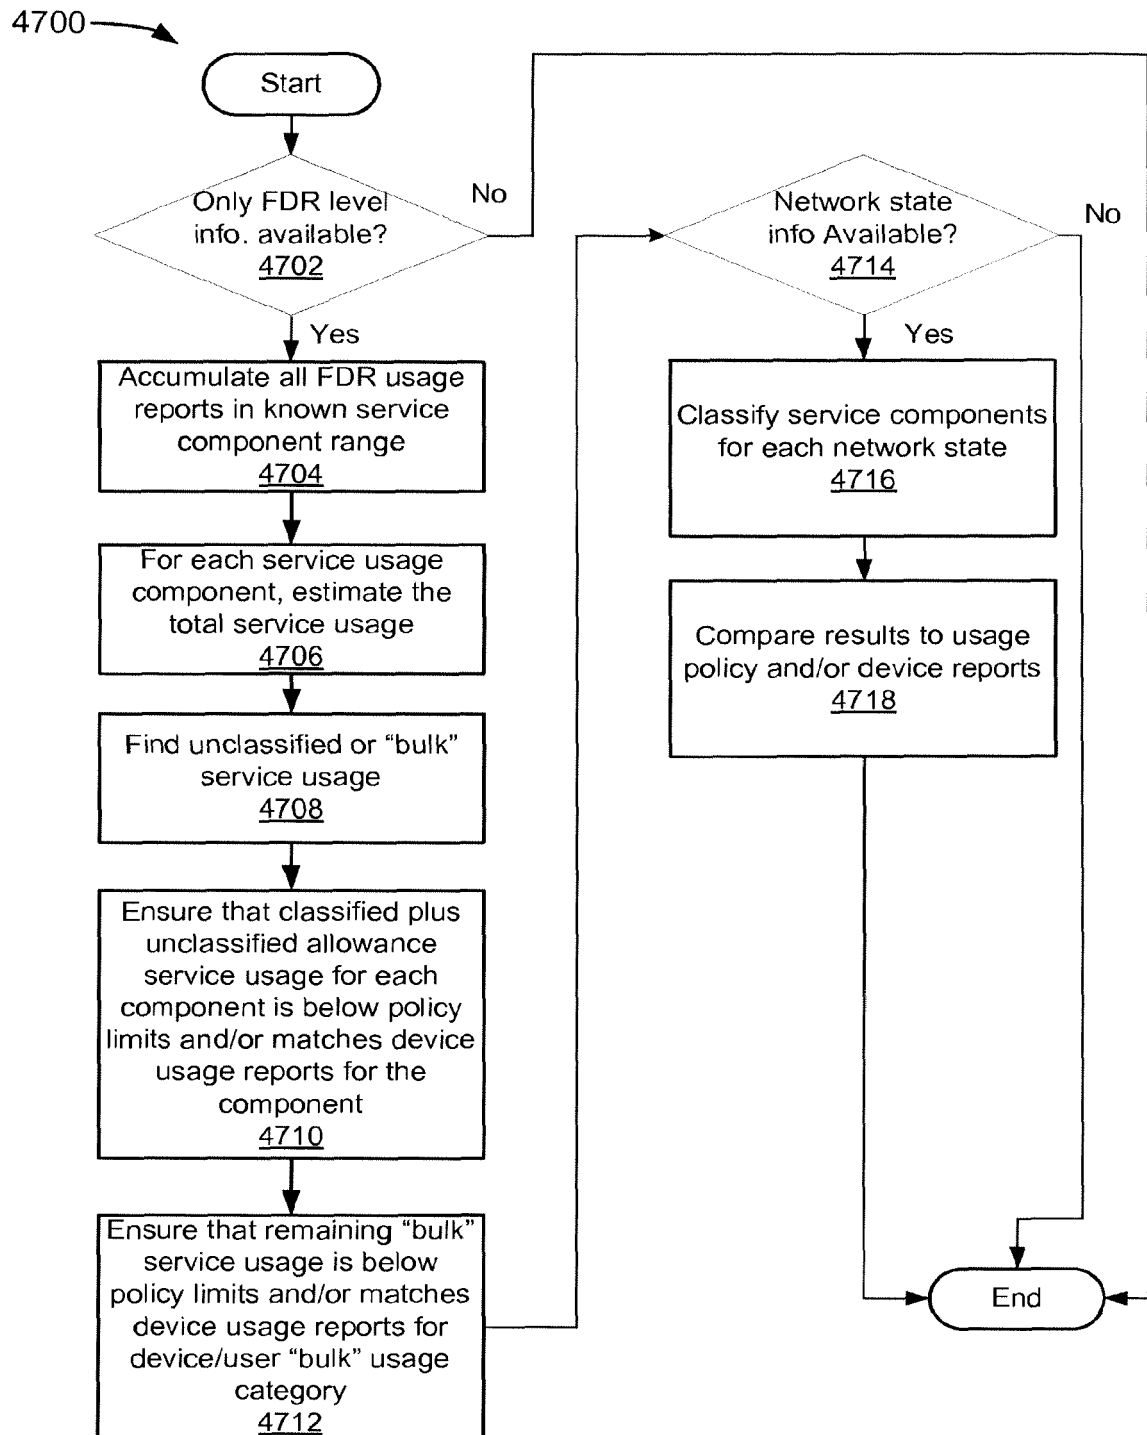 4700
Start
Only FDR level
info. available?
4702
No
Yes
Accumulate all FDR usage
reports in known service
component range
4704
For each service usage
component, estimate the
total service usage
4706
Find unclassified or “bulk”
service usage
4708
Ensure that classified plus
unclassified allowance
service usage for each
component is below policy
limits and/or matches device
usage reports for the
component
4710
Ensure that remaining “bulk”
service usage is below
policy limits and/or matches
device usage reports for
device/user “bulk” usage
category
4712
Network state
info Available?
4714
No
Yes
Classify service components
for each network state
4716
Compare results to usage
policy and/or device reports
4718
End